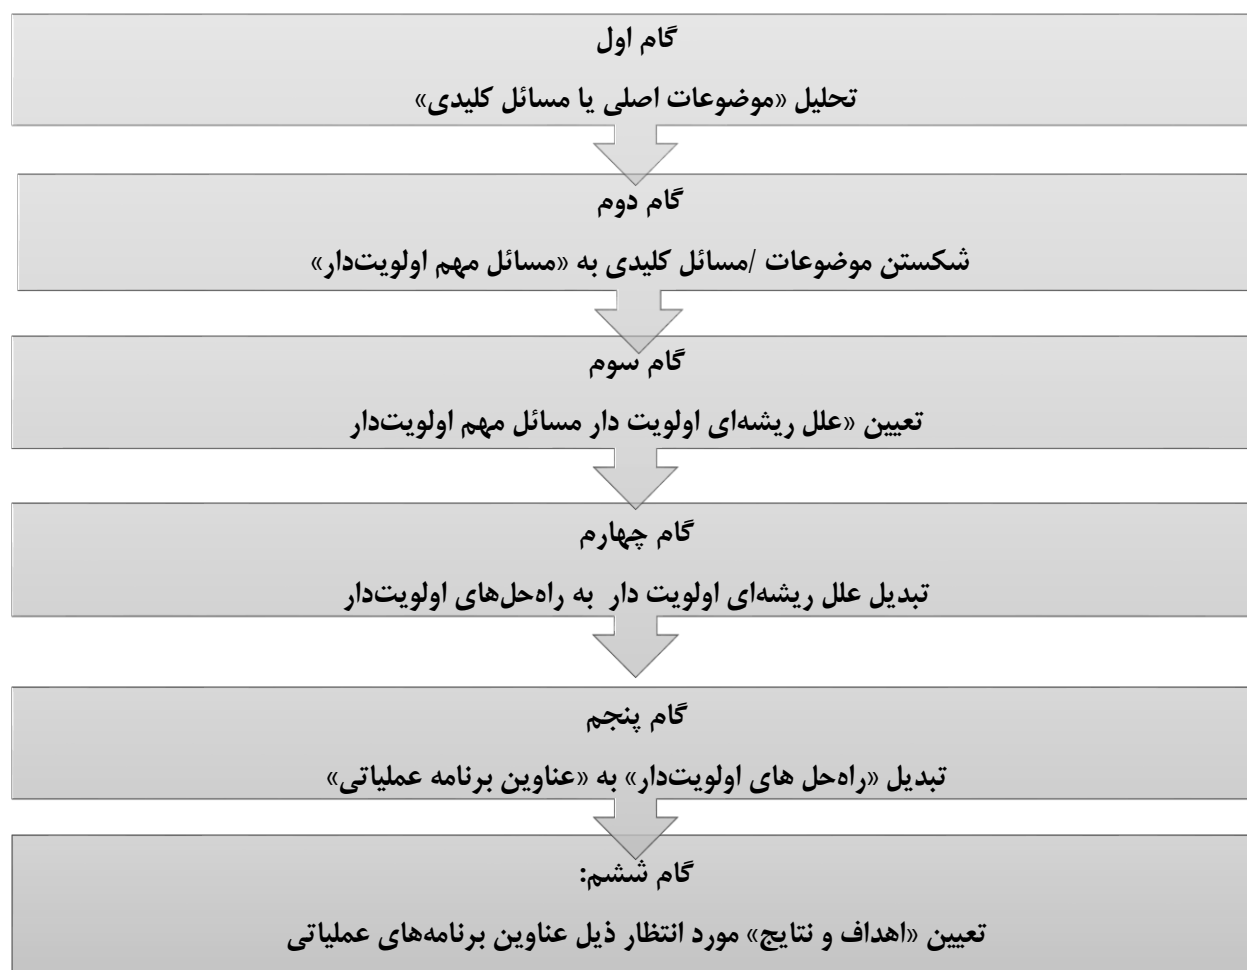 گام اول
تحلیل «موضوعات اصلی یا مسائل کلیدی»
گام دوم
شکستن موضوعات /مسائل کلیدی به «مسائل مهم اولویت‌دار»
گام سوم
تعیین «علل ریشه‌ای اولویت دار مسائل مهم اولویت‌دار
گام چهارم
تبدیل علل ریشه‌ای اولویت دار به راه‌حل‌های اولویت‌دار
گام پنجم
تبدیل «راه‌حل های اولویت‌دار» به «عناوین برنامه عملیاتی»
گام ششم:
تعیین «اهداف و نتایج» مورد انتظار ذیل عناوین برنامه‌های عملیاتی